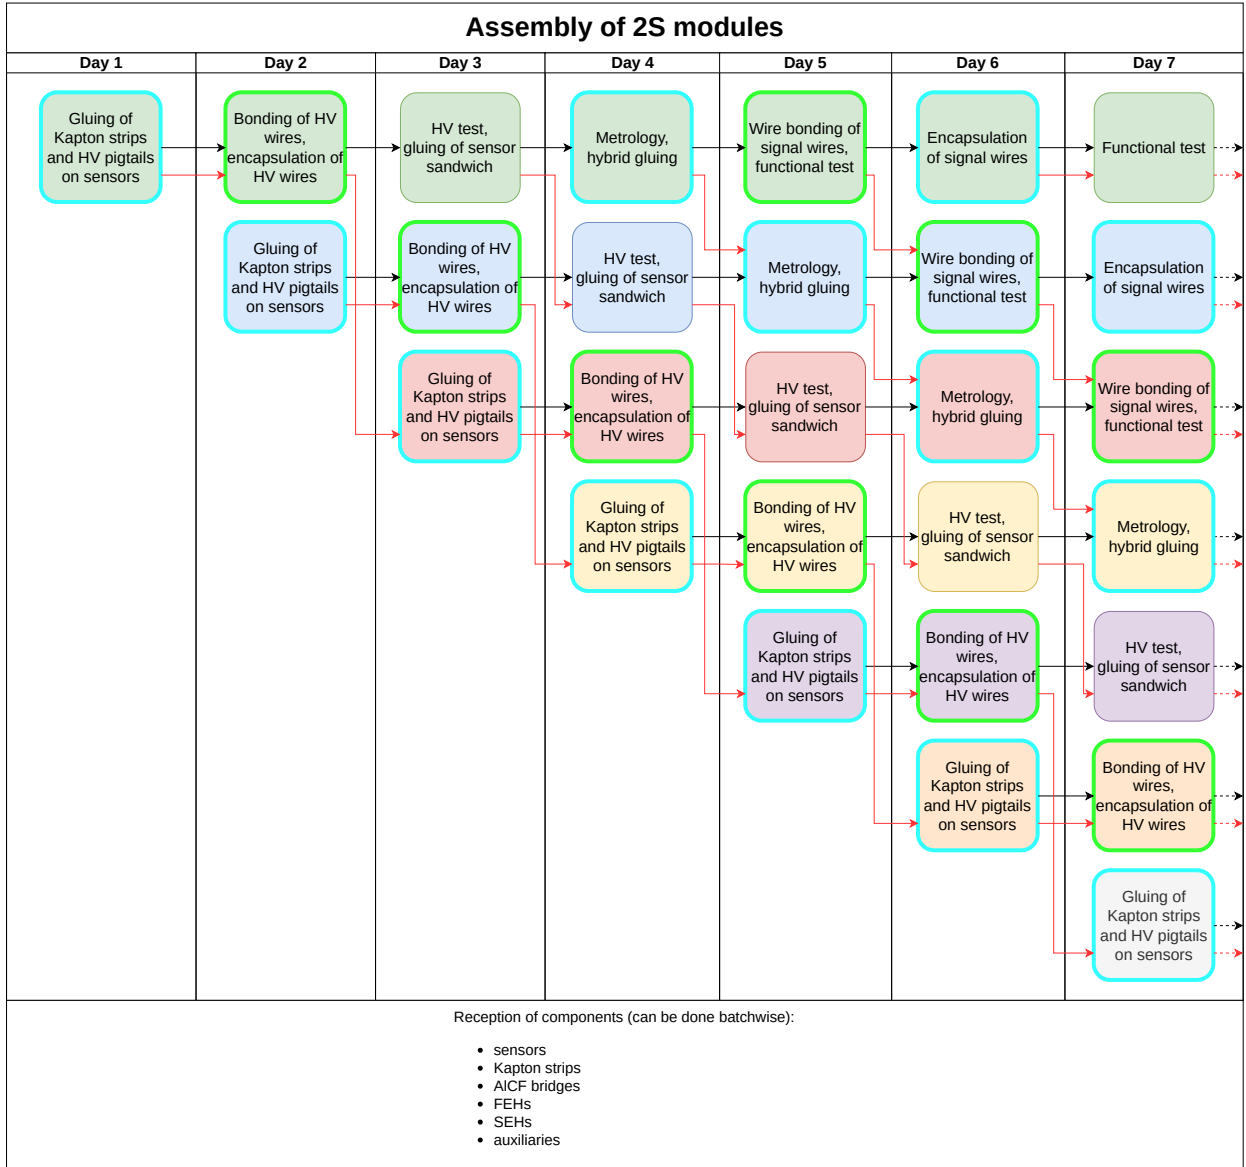 Assembly of 2S modules
Day 1
Day 2
Day 3
Day 4
Day 5
Day 6
Day 7
Gluing of
Kapton strips
and HV pigtails
on sensors
Bonding of HV
wires,
encapsulation of
HV wires
HV test,
gluing of sensor
sandwich
Metrology,
hybrid gluing
Wire bonding of
signal wires,
functional test
Encapsulation
of signal wires
Functional test
Gluing of
Kapton strips
and HV pigtails
on sensors
Bonding of HV
wires,
encapsulation of
HV wires
HV test,
gluing of sensor
sandwich
Metrology,
hybrid gluing
Wire bonding of
signal wires,
functional test
Encapsulation
of signal wires
Gluing of
Kapton strips
and HV pigtails
on sensors
Bonding of HV
wires,
encapsulation of
HV wires
HV test,
gluing of sensor
sandwich
Metrology,
hybrid gluing
Wire bonding of
signal wires,
functional test
Gluing of
Kapton strips
and HV pigtails
on sensors
Bonding of HV
wires,
encapsulation of
HV wires
HV test,
gluing of sensor
sandwich
Metrology,
hybrid gluing
Gluing of
Kapton strips
and HV pigtails
on sensors
Bonding of HV
wires,
encapsulation of
HV wires
HV test,
gluing of sensor
sandwich
Gluing of
Kapton strips
and HV pigtails
on sensors
Bonding of HV
wires,
encapsulation of
HV wires
Gluing of
Kapton strips
and HV pigtails
on sensors
Reception of components (can be done batchwise):
• sensors
• Kapton strips
• AlCF bridges
• FEHs
• SEHs
• auxiliaries